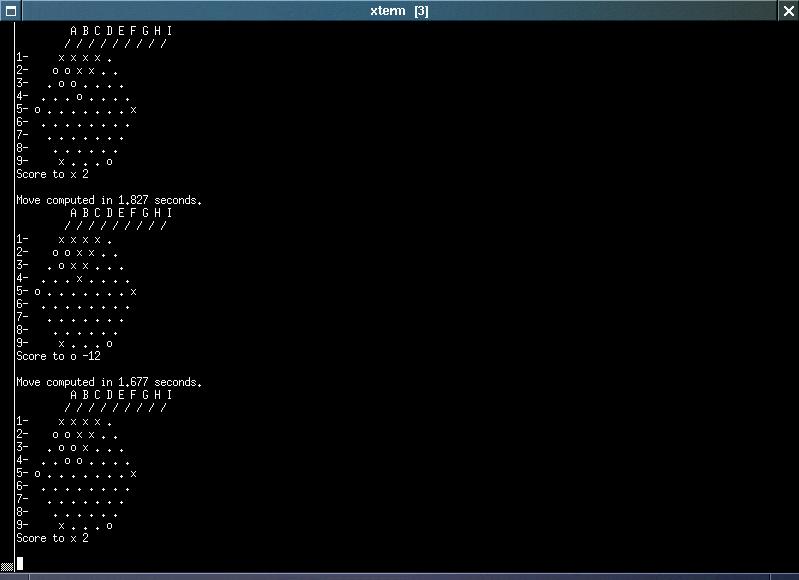 xterm [3]
A B C D E F G H I
/ / / / / / / / /
1-     x x x x .
2-    o o x x . .
3-   . o o . . . .
4-  . . . o . . . .
5- o . . . . . . . x
6-  . . . . . . . .
7-   . . . . . . .
8-    . . . . . .
9-     x . . . o
Score to x 2
Move computed in 1.827 seconds.
A B C D E F G H I
/ / / / / / / / /
1-     x x x x .
2-    o o x x . .
3-   . o x x . . .
4-  . . . x . . . .
5- o . . . . . . . x
6-  . . . . . . . .
7-   . . . . . . .
8-    . . . . . .
9-     x . . . o
Score to o -12
Move computed in 1.677 seconds.
A B C D E F G H I
/ / / / / / / / /
1-     x x x x .
2-    o o x x . .
3-   . o o x . . .
4-  . . o o . . . .
5- o . . . . . . . x
6-  . . . . . . . .
7-   . . . . . . .
8-    . . . . . .
9-     x . . . o
Score to x 2